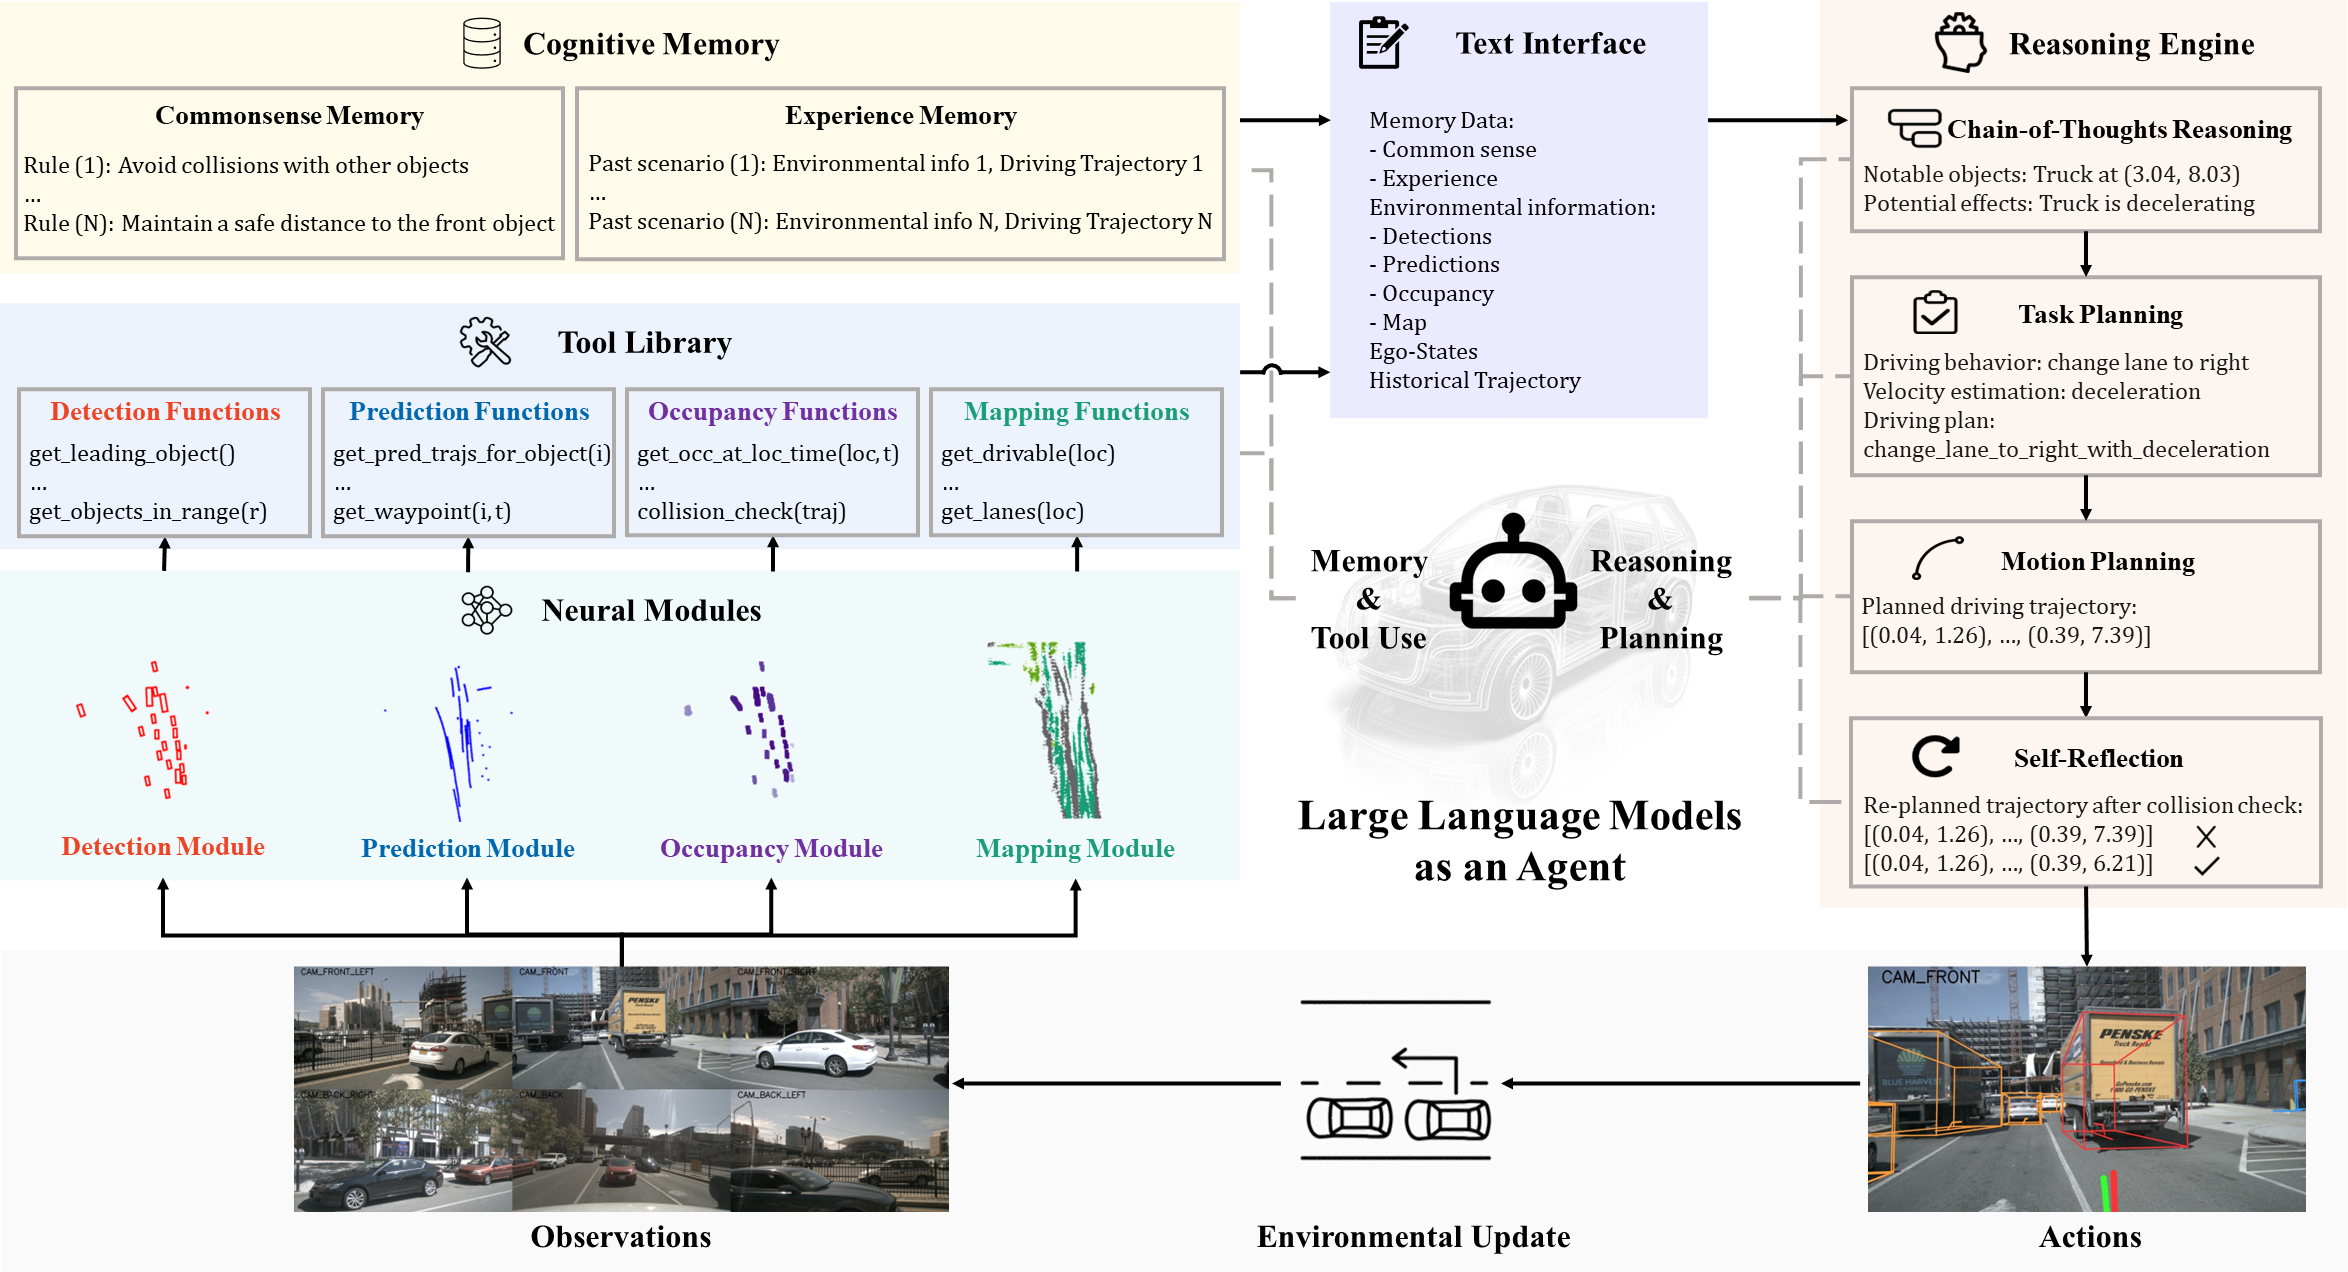 Cognitive Memory
Commonsense Memory
Rule (1): Avoid collisions with other objects
...
Rule (N): Maintain a safe distance to the front object
Experience Memory
Past scenario (1): Environmental info 1, Driving Trajectory 1
...
Past scenario (N): Environmental info N, Driving Trajectory N
Tool Library
Detection Functions
get_leading_object()
...
get_objects_in_range(r)
Prediction Functions
get_pred_trajs_for_object(i)
...
get_waypoint(i, t)
Occupancy Functions
get_occ_at_loc_time(loc, t)
...
collision_check(traj)
Mapping Functions
get_drivable(loc)
...
get_lanes(loc)
Neural Modules
Detection Module
Prediction Module
Occupancy Module
Mapping Module
Text Interface
Memory Data:
- Common sense
- Experience
Environmental information:
- Detections
- Predictions
- Occupancy
- Map
Ego-States
Historical Trajectory
Memory
&
Tool Use
Reasoning
&
Planning
Large Language Models
as an Agent
Reasoning Engine
Chain-of-Thoughts Reasoning
Notable objects: Truck at (3.04, 8.03)
Potential effects: Truck is decelerating
Task Planning
Driving behavior: change lane to right
Velocity estimation: deceleration
Driving plan:
change_lane_to_right_with_deceleration
Motion Planning
Planned driving trajectory:
[(0.04, 1.26), ..., (0.39, 7.39)]
Self-Reflection
Re-planned trajectory after collision check:
[(0.04, 1.26), ..., (0.39, 7.39)]
[(0.04, 1.26), ..., (0.39, 6.21)]
CAM_FRONT_LEFT
CAM_FRONT
CAM_FRONT_RIGHT
PENSKE
CAM_BACK_RIGHT
CAM_BACK
CAM_BACK_LEFT
Observations
Environmental Update
CAM_FRONT
PENSKE
Truck Rental
BLUE HARVEST
Actions